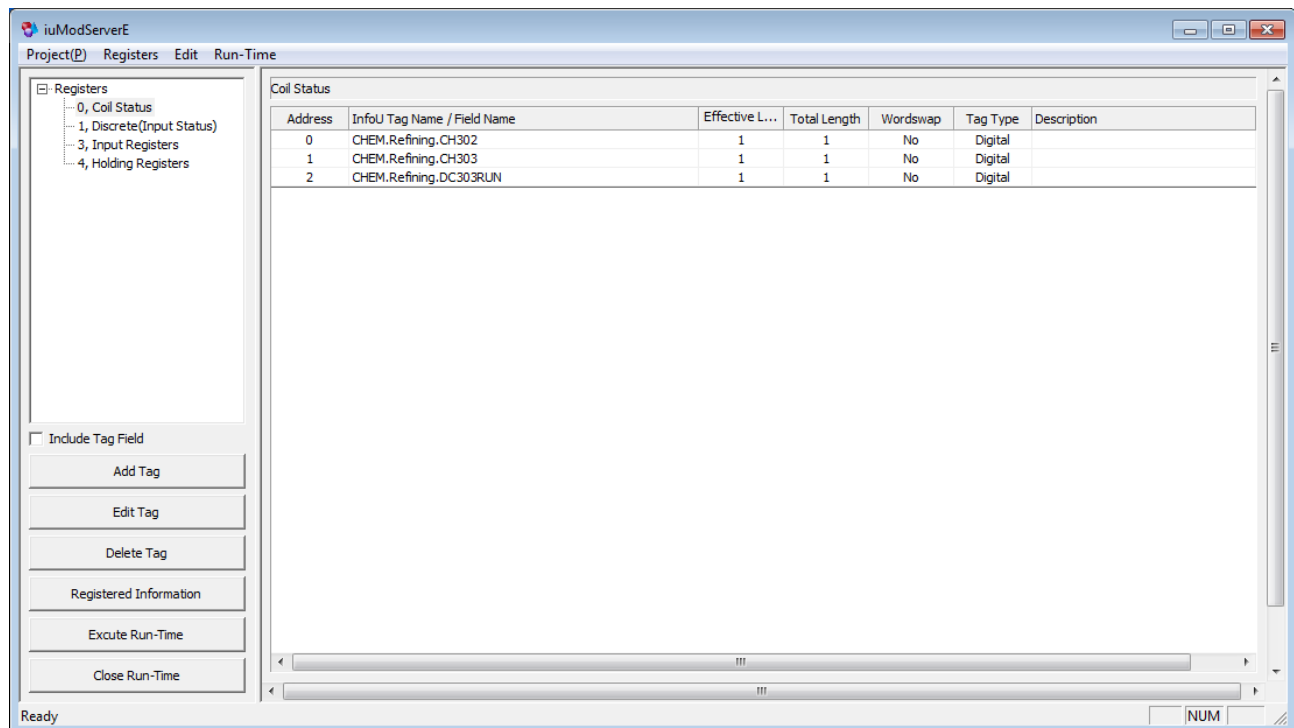 iuModServerE
Project(P) Registers Edit Run-Time
Registers
0, Coil Status
1, Discrete(Input Status)
3, Input Registers
4, Holding Registers
Include Tag Field
Add Tag
Edit Tag
Delete Tag
Registered Information
Excute Run-Time
Close Run-Time
Coil Status
Address InfoU Tag Name / Field Name Effective L... Total Length Wordswap Tag Type Description
0 CHEM.Refining.CH302 1 1 No Digital
1 CHEM.Refining.CH303 1 1 No Digital
2 CHEM.Refining.DC303RUN 1 1 No Digital
Ready NUM